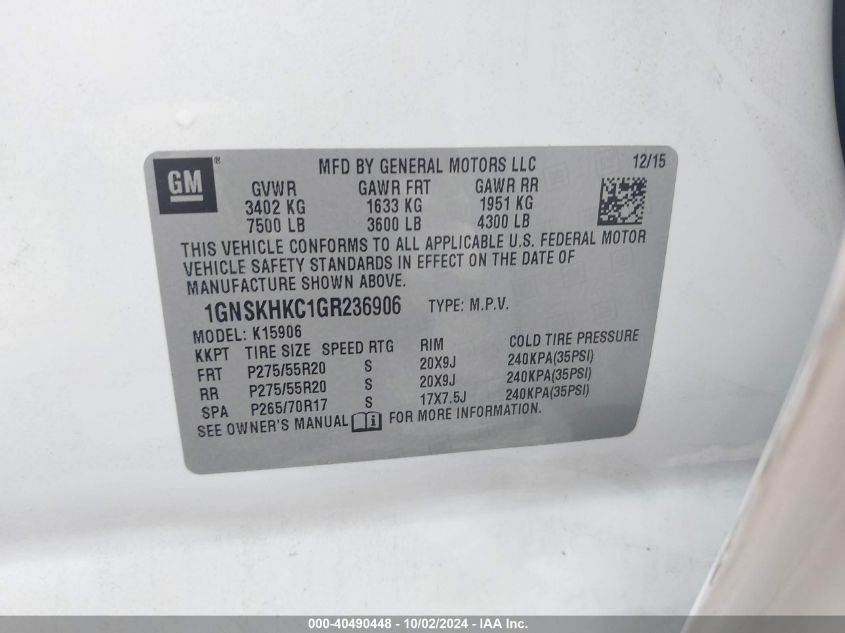 GM ® MFD BY GENERAL MOTORS LLC 12/15
GVWR GAWR FRT GAWR RR
3402 KG 1633 KG 1951 KG
7500 LB 3600 LB 4300 LB
THIS VEHICLE CONFORMS TO ALL APPLICABLE U.S. FEDERAL MOTOR
VEHICLE SAFETY STANDARDS IN EFFECT ON THE DATE OF
MANUFACTURE SHOWN ABOVE.
1GNSKHKC1GR236906 TYPE: M.P.V.
MODEL: K15906
KKPT TIRE SIZE SPEED RTG RIM COLD TIRE PRESSURE
FRT P275/55R20 S 20X9J 240KPA(35PSI)
RR P275/55R20 S 20X9J 240KPA(35PSI)
SPA P265/70R17 S 17X7.5J 240KPA(35PSI)
SEE OWNER'S MANUAL i FOR MORE INFORMATION.
000-40490448 - 10/02/2024 - IAA Inc.